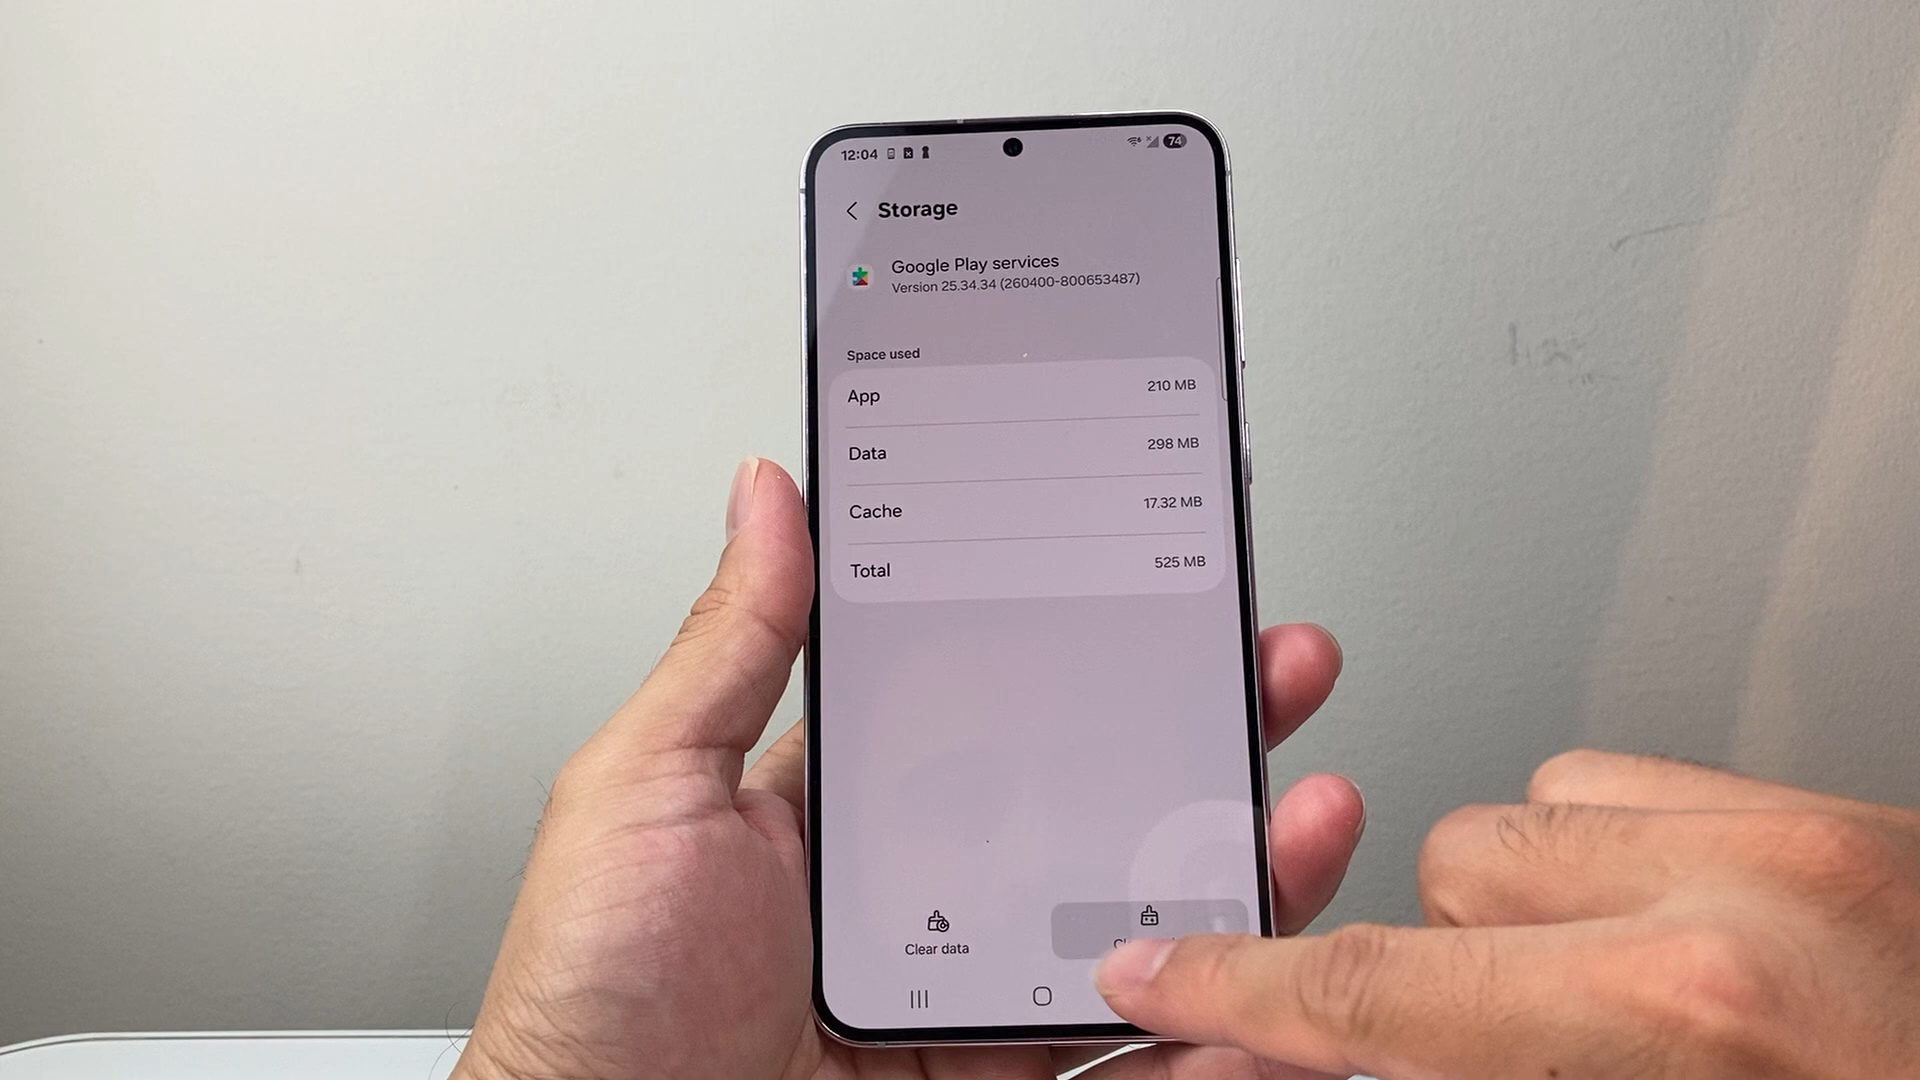 12:04
74
Storage
Google Play services
Version 25.34.34 (260400-800653487)
Space used
App 210 MB
Data 298 MB
Cache 17.32 MB
Total 525 MB
Clear data